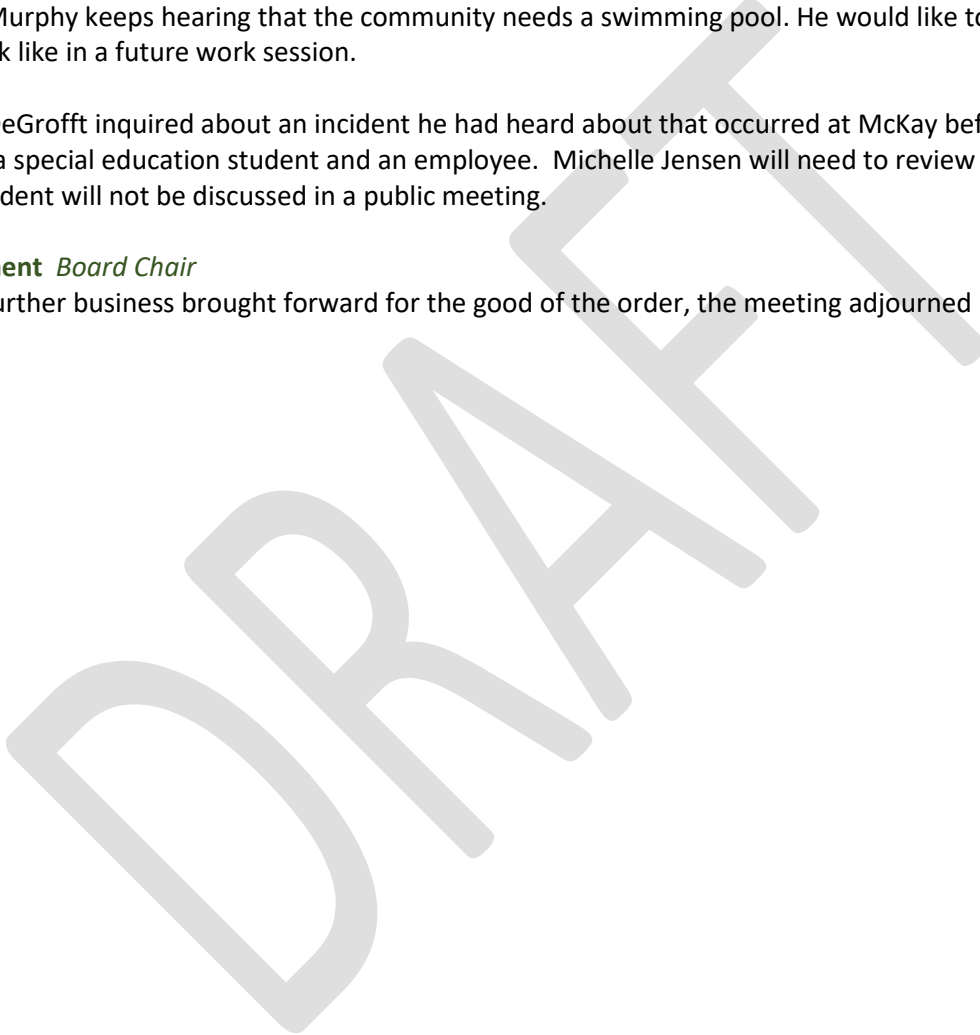 Murphy keeps hearing that the community needs a swimming pool. He would like to
k like in a future work session.
DeGrofft inquired about an incident he had heard about that occurred at McKay bef
a special education student and an employee.  Michelle Jensen will need to review
dent will not be discussed in a public meeting.
ent Board Chair
urther business brought forward for the good of the order, the meeting adjourned
DRAFT